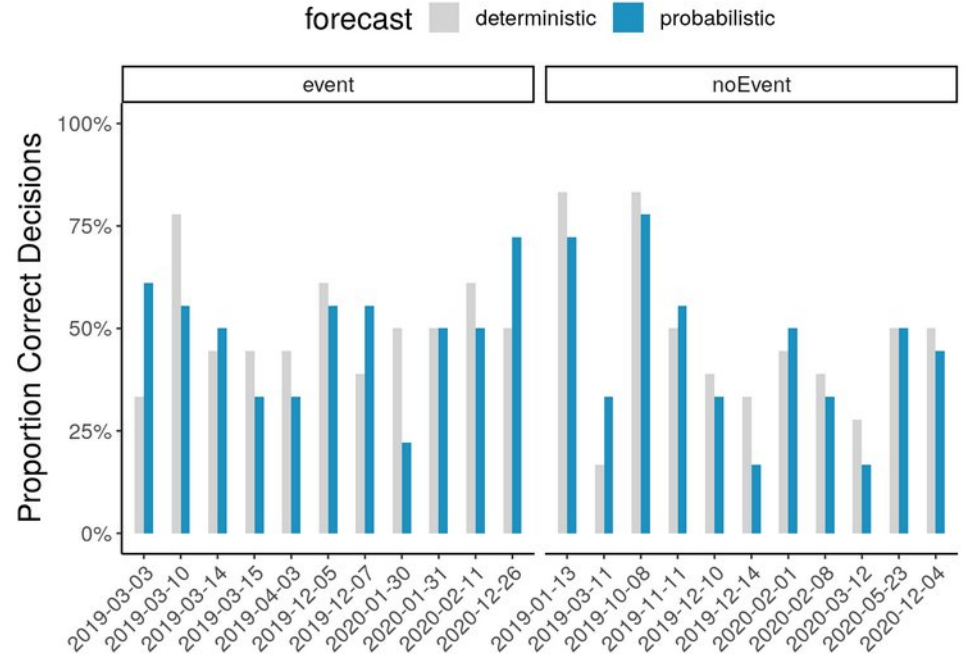 forecast deterministic probabilistic
event noEvent
Proportion Correct Decisions
100%
75%
50%
25%
0%
2019-03-03 2019-03-10 2019-03-14 2019-03-15 2019-04-03 2019-12-05 2019-12-07 2020-01-30 2020-01-31 2020-02-11 2020-12-26 2019-01-13 2019-03-11 2019-10-08 2019-11-11 2019-12-10 2019-12-14 2020-02-01 2020-02-08 2020-03-12 2020-05-23 2020-12-04